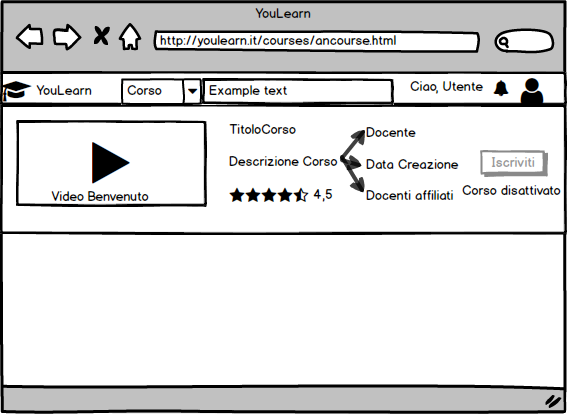 YouLearn
http://youlearn.it/courses/ancourse.html
YouLearn
Corso
Example text
Ciao, Utente
Video Benvenuto
TitoloCorso
Descrizione Corso
4,5
Docente
Data Creazione
Docenti affiliati
Iscriviti
Corso disattivato